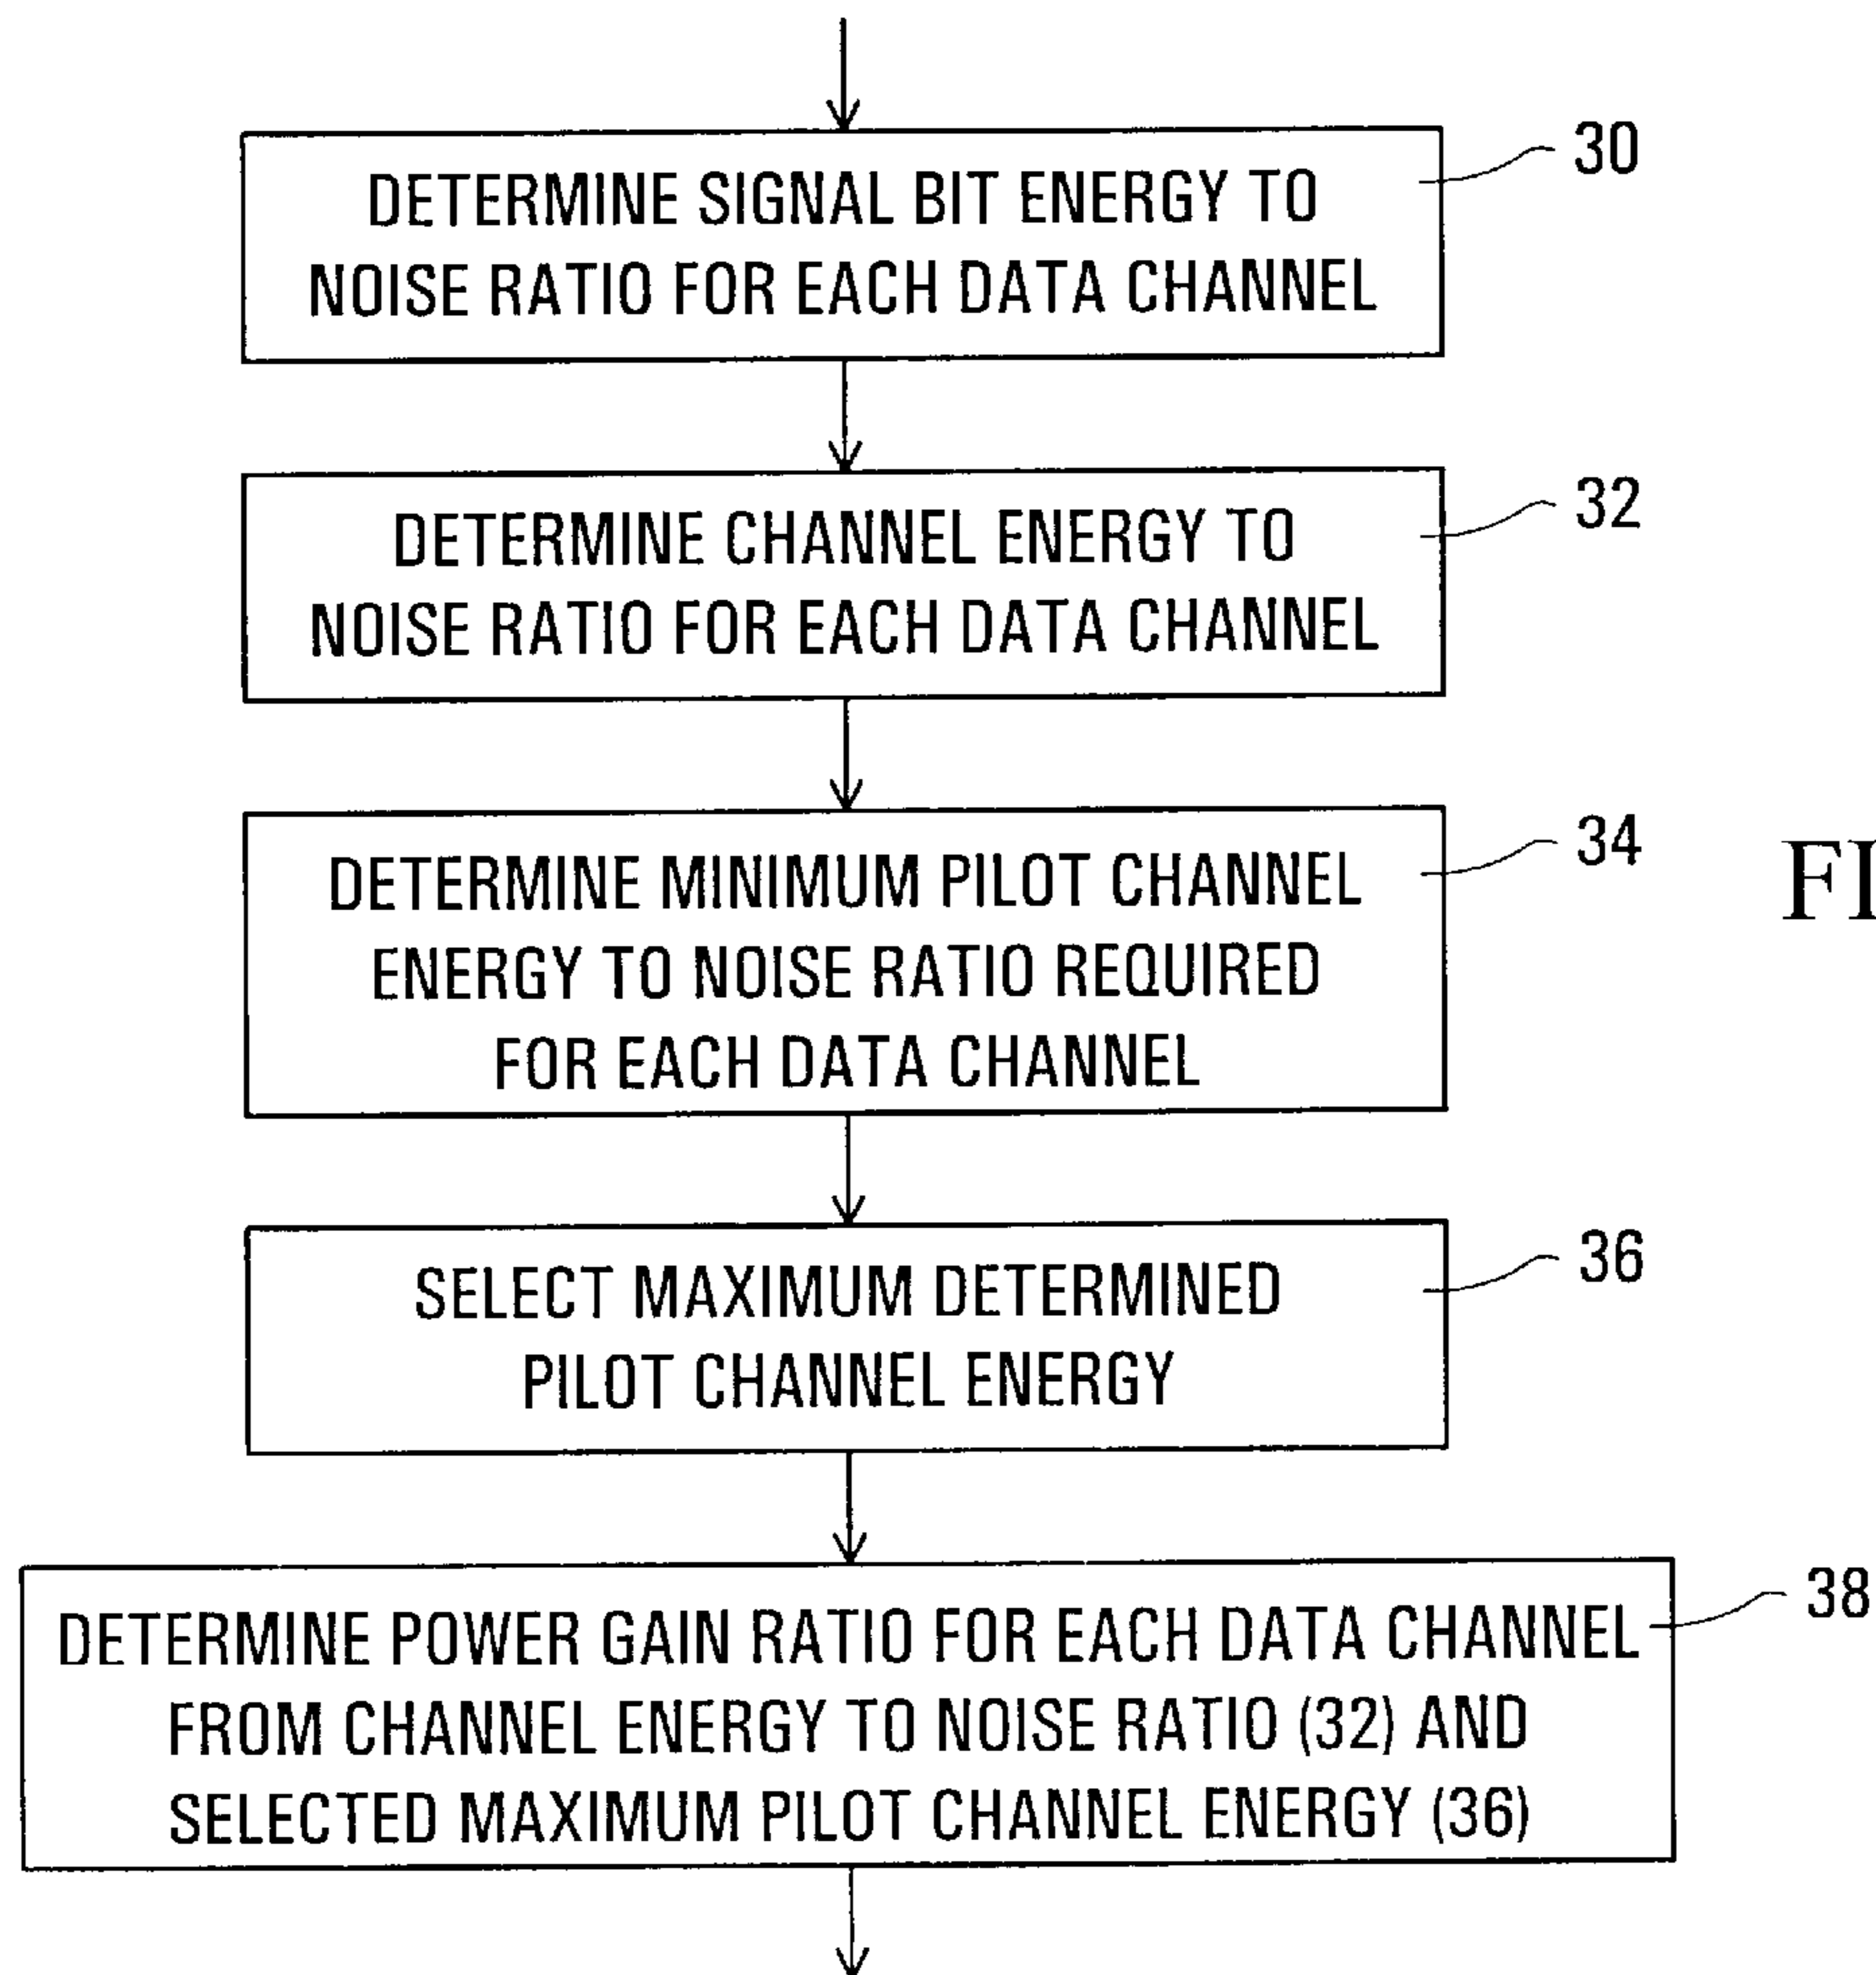 30
DETERMINE SIGNAL BIT ENERGY TO
NOISE RATIO FOR EACH DATA CHANNEL
32
DETERMINE CHANNEL ENERGY TO
NOISE RATIO FOR EACH DATA CHANNEL
34
DETERMINE MINIMUM PILOT CHANNEL
ENERGY TO NOISE RATIO REQUIRED
FOR EACH DATA CHANNEL
FI
36
SELECT MAXIMUM DETERMINED
PILOT CHANNEL ENERGY
38
DETERMINE POWER GAIN RATIO FOR EACH DATA CHANNEL
FROM CHANNEL ENERGY TO NOISE RATIO (32) AND
SELECTED MAXIMUM PILOT CHANNEL ENERGY (36)